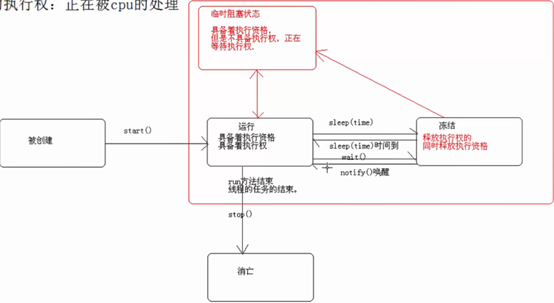 执行权：正在被cpu的处理
临时阻塞状态
具备着执行资格，
但是不具备执行权，正在
等待执行权.
被创建
start()
运行
具备着执行资格
具备着执行权
sleep(time)
冻结
释放执行权的
同时释放执行资格
sleep(time)时间到
wait()
notify()唤醒
run方法结束
线程的任务的结束。
stop()
消亡